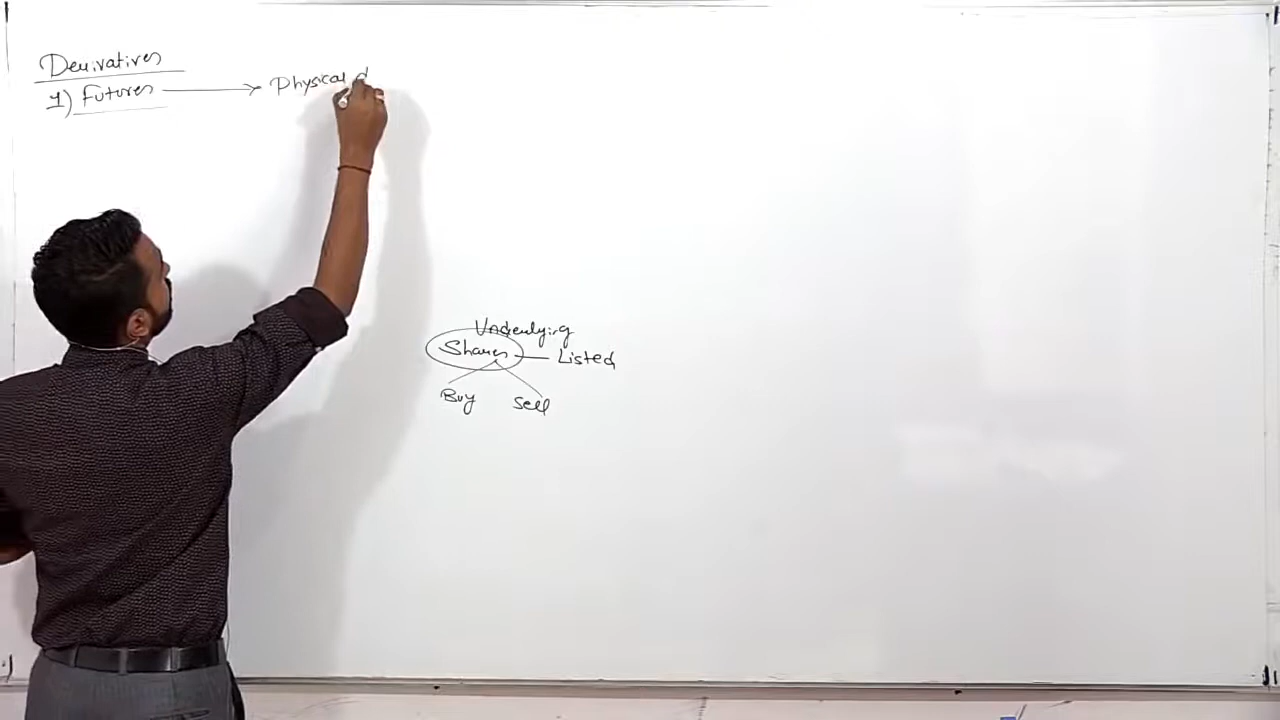 Derivatives
1) Futures → Physical d
Underlying
Shares — Listed
Buy Sell